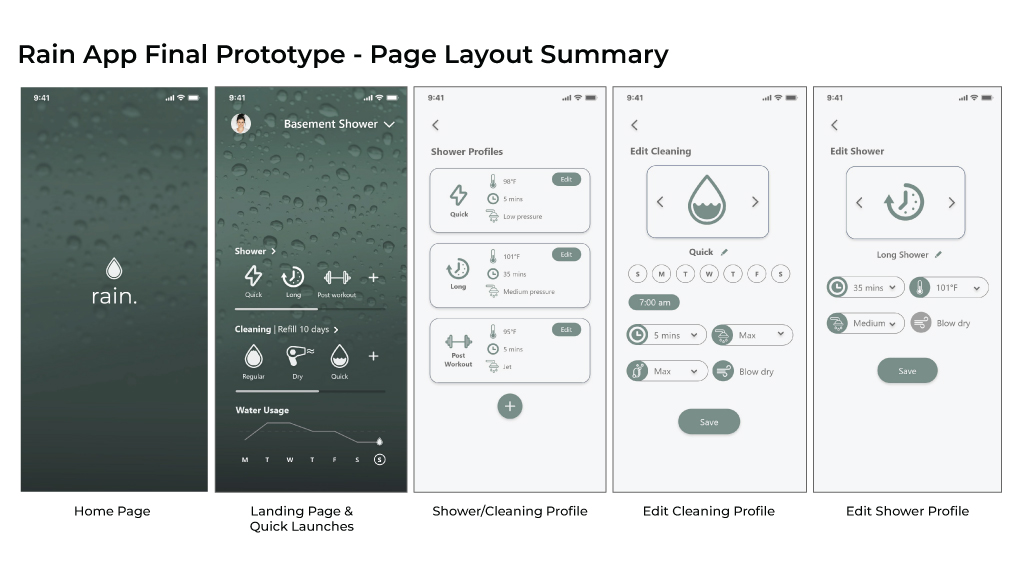 Rain App Final Prototype - Page Layout Summary
9:41
rain.
Home Page
9:41
Basement Shower
Shower >
Quick
Long
Post workout
+
Cleaning | Refill 10 days >
Regular
Dry
Quick
+
Water Usage
M T W T F S S
Landing Page &
Quick Launches
9:41
Shower Profiles
Quick
98°F
5 mins
Low pressure
Edit
Long
101°F
35 mins
Medium pressure
Edit
Post
Workout
95°F
5 mins
Jet
Edit
+
Shower/Cleaning Profile
9:41
Edit Cleaning
Quick
S M T W T F S
7:00 am
5 mins
Max
Max
Blow dry
Save
Edit Cleaning Profile
9:41
Edit Shower
Long Shower
35 mins
101°F
Medium
Blow dry
Save
Edit Shower Profile